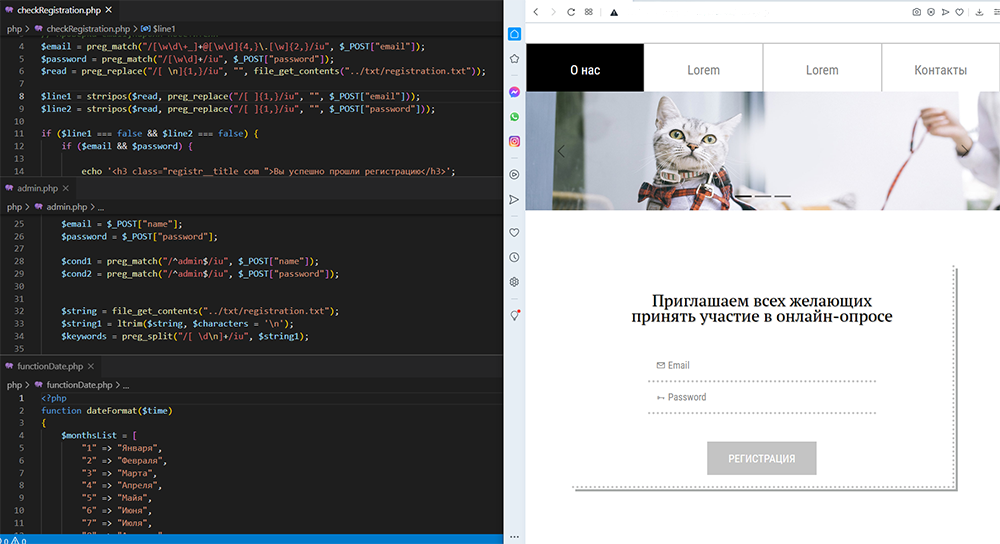 checkRegistration.php
php > checkRegistration.php > $line1
4 $email = preg_match("/[\w\d\+_]+@[\w\d]{4,}\.[\w]{2,}/iu", $_POST["email"]);
5 $password = preg_match("/[\w\d]+/iu", $_POST["password"]);
6 $read = preg_replace("/[ \n]{1,}/iu", "", file_get_contents("../txt/registration.txt"));
7
8 $line1 = strripos($read, preg_replace("/[ ]{1,}/iu", "", $_POST["email"]));
9 $line2 = strripos($read, preg_replace("/[ ]{1,}/iu", "", $_POST["password"]));
10
11 if ($line1 === false && $line2 === false) {
12 if ($email && $password) {
13
14 echo '<h3 class="registr__title com ">Вы успешно прошли регистрацию</h3>';
admin.php
php > admin.php > ...
25 $email = $_POST["name"];
26 $password = $_POST["password"];
27
28 $cond1 = preg_match("/^admin$/iu", $_POST["name"]);
29 $cond2 = preg_match("/^admin$/iu", $_POST["password"]);
30
31
32 $string = file_get_contents("../txt/registration.txt");
33 $string1 = ltrim($string, $characters = '\n');
34 $keywords = preg_split("/[ \d\n]+/iu", $string1);
35
functionDate.php
php > functionDate.php > ...
1 <?php
2 function dateFormat($time)
3 {
4 $monthsList = [
5 "1" => "Января",
6 "2" => "Февраля",
7 "3" => "Марта",
8 "4" => "Апреля",
9 "5" => "Майя",
10 "6" => "Июня",
11 "7" => "Июля",
0 0
О нас
Lorem
Lorem
Контакты
Приглашаем всех желающих
принять участие в онлайн-опросе
Email
Password
РЕГИСТРАЦИЯ